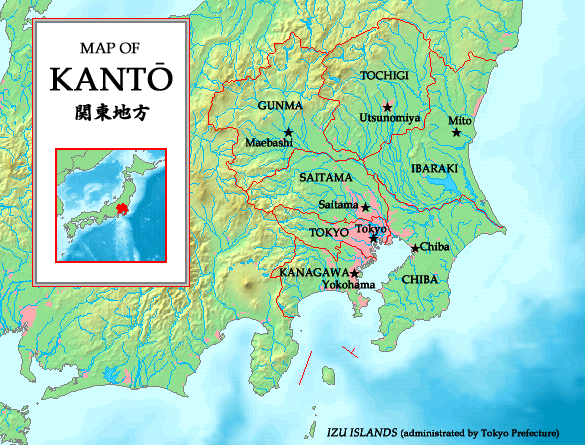 MAP OF
KANTŌ
関東地方
TOCHIGI
GUNMA
Utsunomiya
Mito
Maebashi
IBARAKI
SAITAMA
Saitama
TOKYO
Tokyo
Chiba
KANAGAWA
Yokohama
CHIBA
IZU ISLANDS (administrated by Tokyo Prefecture)